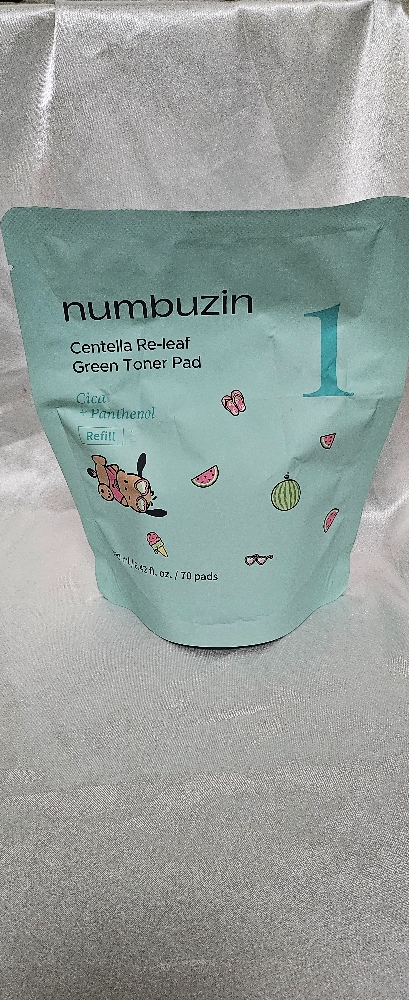 numbuzin
1
Centella Re-leaf
Green Toner Pad
Cica
+ Panthenol
Refill
fl. oz. / 70 pads